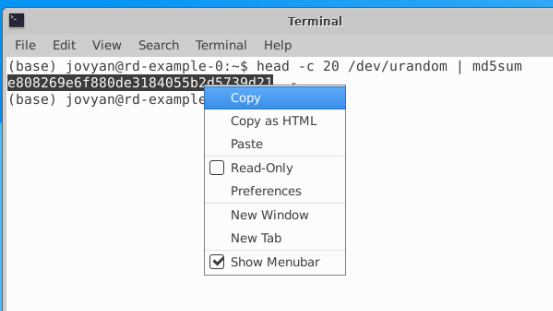 Terminal
File Edit View Search Terminal Help
(base) jovyan@rd-example-0:~$ head -c 20 /dev/urandom | md5sum
e808269e6f880de3184055b2d5739d21 -
(base) jovyan@rd-example
Copy
Copy as HTML
Paste
Read-Only
Preferences
New Window
New Tab
Show Menubar